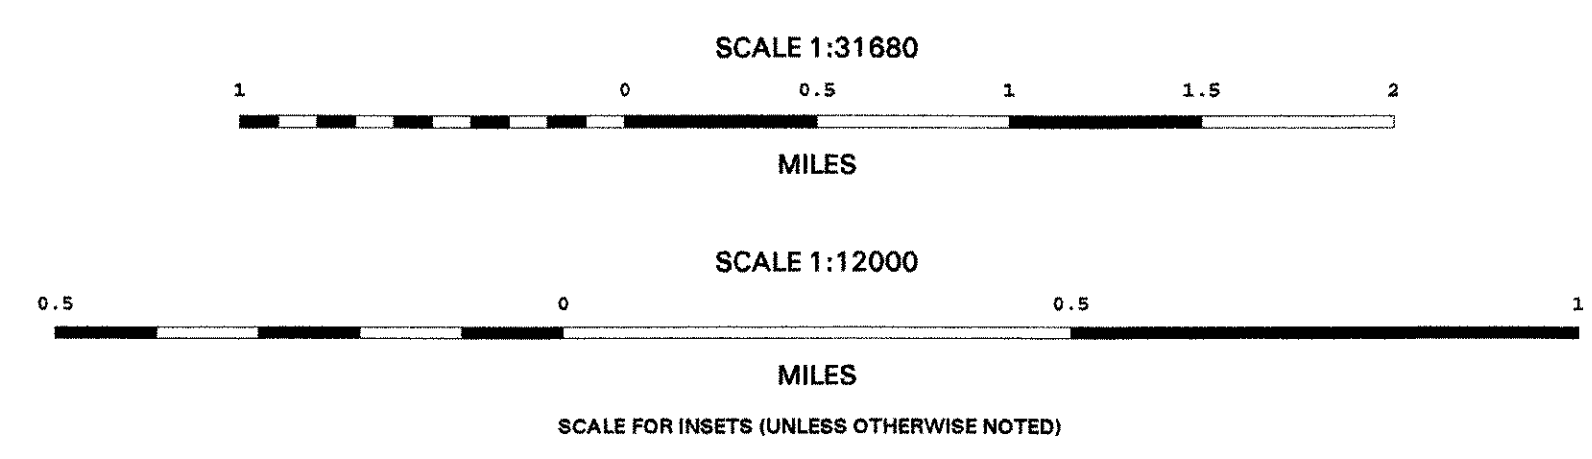 SCALE 1:31680
1 0 0.5 1 1.5 2
MILES
SCALE 1:12000
0.5 0 0.5 1
MILES
SCALE FOR INSETS (UNLESS OTHERWISE NOTED)